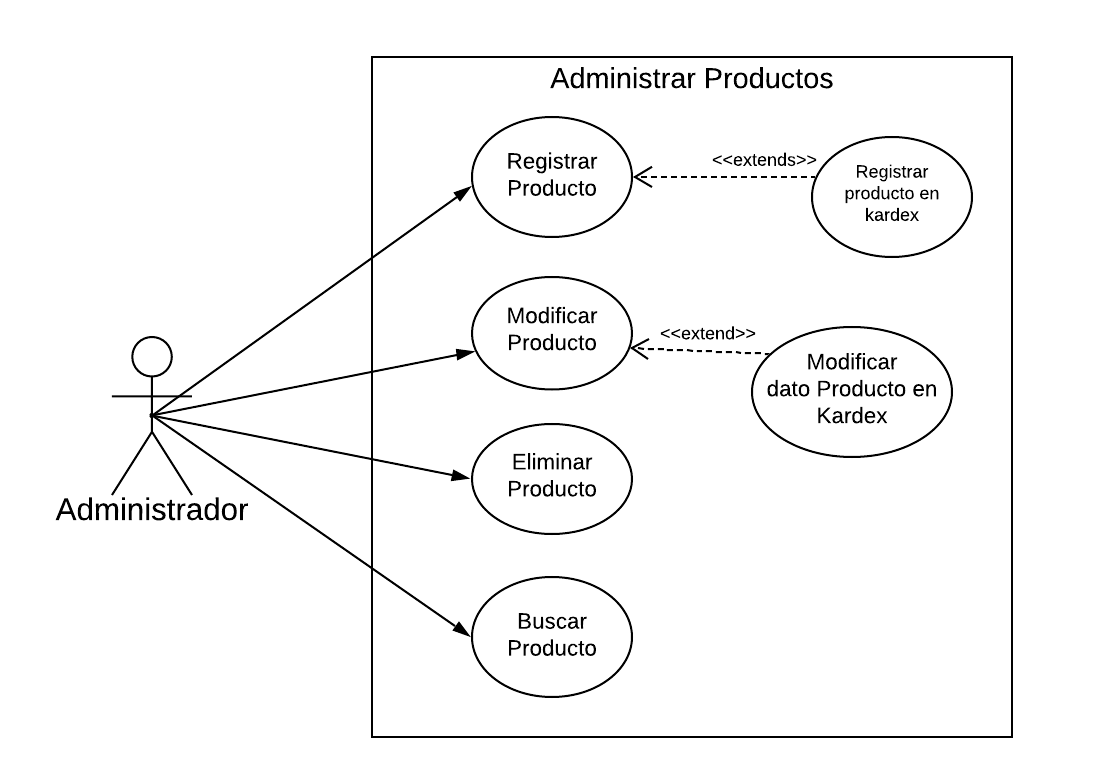 Administrar Productos
Registrar
Producto
<<extends>>
Registrar
producto en
kardex
Modificar
Producto
<<extend>>
Modificar
dato Producto en
Kardex
Eliminar
Producto
Administrador
Buscar
Producto